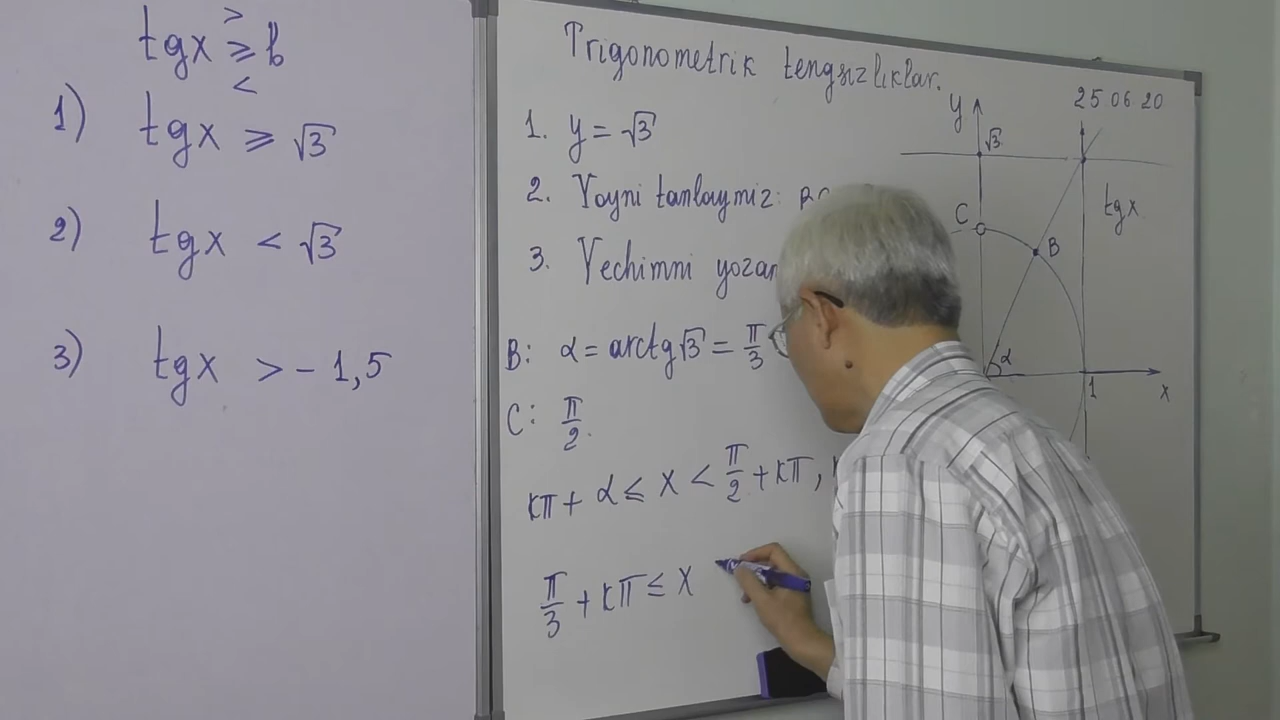 >
tgx ≥ b
<
1) tgx ≥ √3
2) tgx < √3
3) tgx > - 1,5
Trigonometrik tengsizliklar.
25 06 20
1. y = √3
2. Yoyni tanlaymiz:
3. Yechimni
B: α = arctg√3 = π/3
C: π/2.
kπ + α ≤ x < π/2 + kπ,
π/3 + kπ ≤ x
y
√3
tgx
C
B
α
1
x